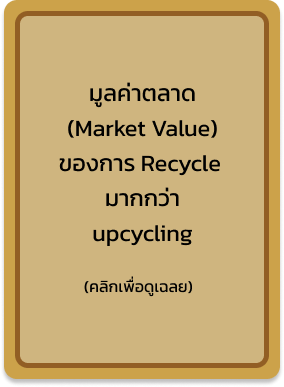 มูลค่าตลาด
(Market Value)
ของการ Recycle
มากกว่า
upcycling
(คลิกเพื่อดูเฉลย)